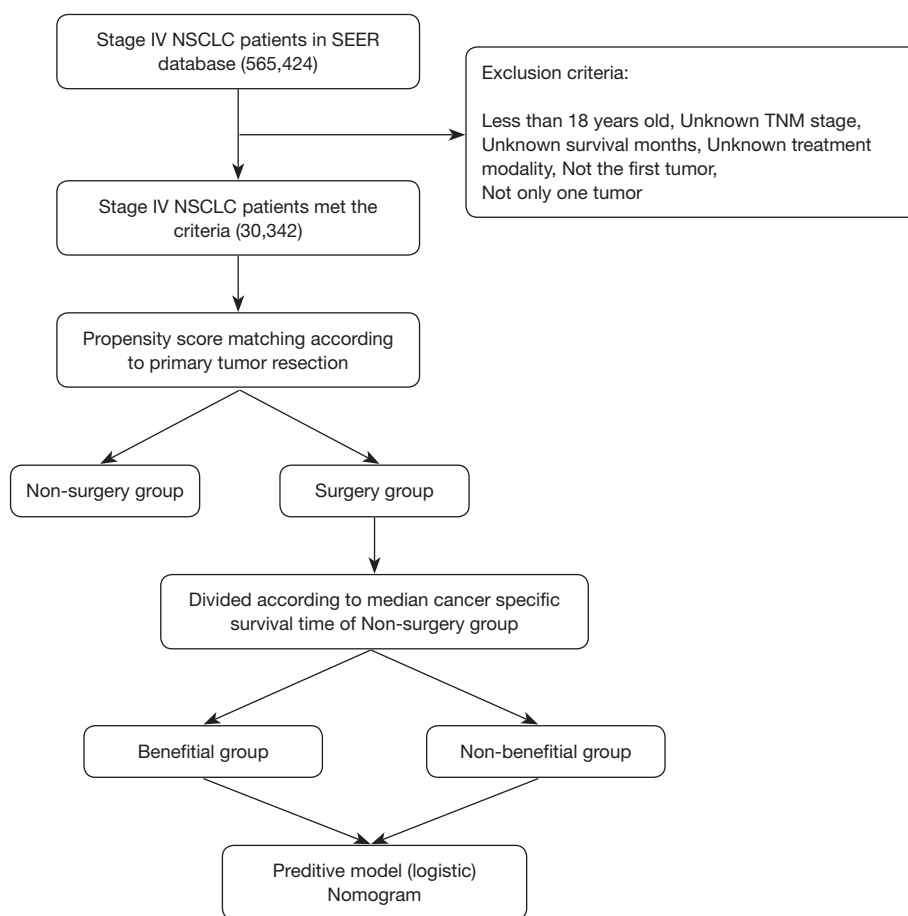 Stage IV NSCLC patients in SEER
database (565,424)
Exclusion criteria:
Less than 18 years old, Unknown TNM stage,
Unknown survival months, Unknown treatment
modality, Not the first tumor,
Not only one tumor
Stage IV NSCLC patients met the
criteria (30,342)
Propensity score matching according
to primary tumor resection
Non-surgery group
Surgery group
Divided according to median cancer specific
survival time of Non-surgery group
Benefitial group
Non-benefitial group
Preditive model (logistic)
Nomogram